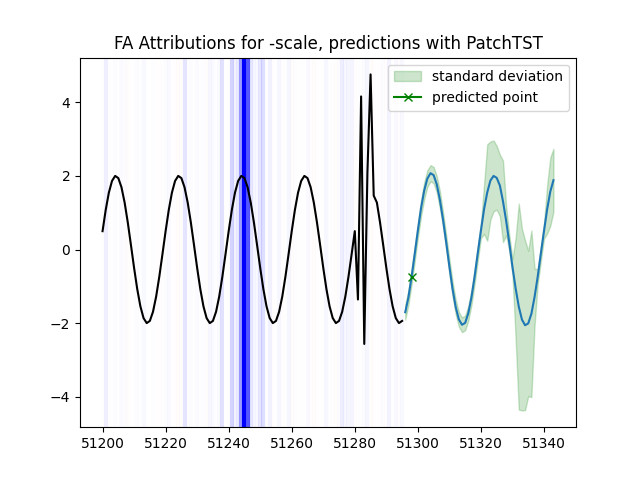 FA Attributions for -scale, predictions with PatchTST
standard deviation
predicted point
4
2
0
−2
−4
51200 51220 51240 51260 51280 51300 51320 51340